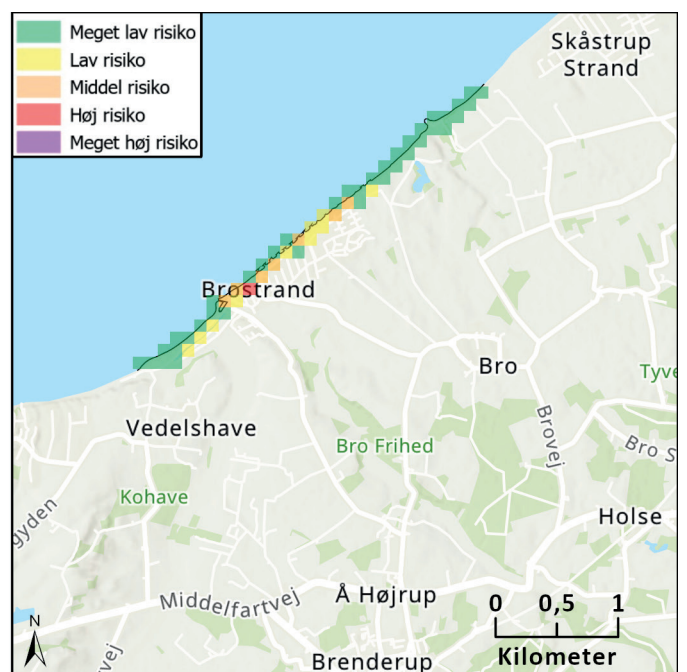 Meget lav risiko
Lav risiko
Middel risiko
Høj risiko
Meget høj risiko
Skåstrup
Strand
Brostrand
Bro
Tyve
Vedelshave
Bro Frihed
Brovej
Bro S
Kohave
gyden
Holse
Middelfartvej
Å Højrup
0 0,5 1
Kilometer
N
vej
Brenderup